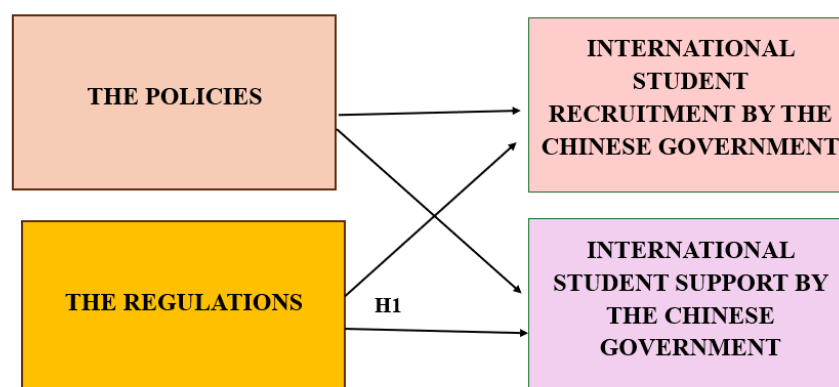 THE POLICIES
INTERNATIONAL
STUDENT
RECRUITMENT BY THE
CHINESE GOVERNMENT
THE REGULATIONS
H1
INTERNATIONAL
STUDENT SUPPORT BY
THE CHINESE
GOVERNMENT